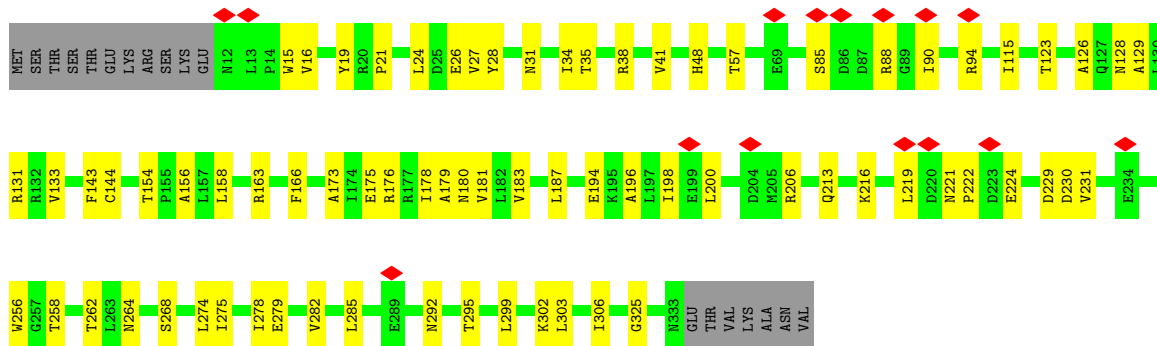 MET SER THR SER THR GLU LYS ARG SER LYS GLU N12 L13 P14 W15 V16 Y19 R20 P21 L24 D25 E26 V27 Y28 N31 I34 T35 R38 V41 H48 T57 E69 S85 D86 D87 R88 G89 I90 R94 I115 T123 A126 Q127 N128 A129
R131 R132 V133 F143 C144 T154 P155 A156 L157 L158 R163 F166 A173 I174 E175 R176 R177 I178 A179 N180 V181 L182 V183 L187 E194 K195 A196 L197 I198 E199 L200 D204 M205 R206 Q213 K216 L219 D220 N221 P222 D223 E224 D229 D230 V231 E234
W256 G257 T258 T262 L263 N264 S268 L274 I275 I278 E279 V282 L285 E289 N292 T295 L299 K302 L303 I306 G325 N333 GLU THR VAL LYS ALA ASN VAL